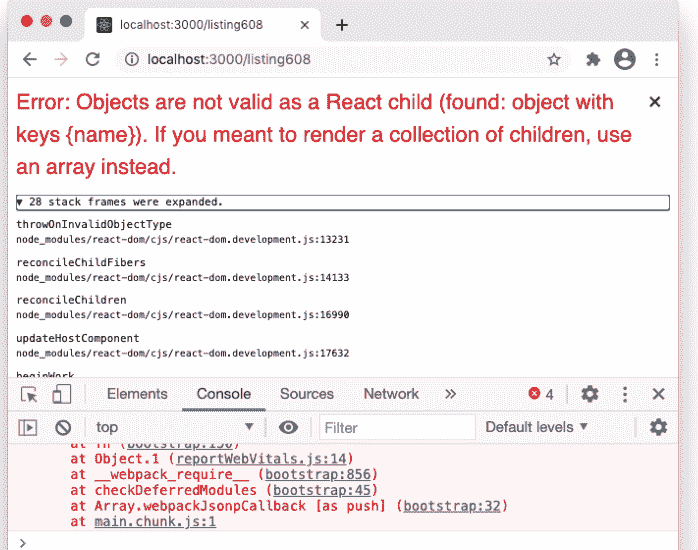 localhost:3000/listing608
localhost:3000/listing608
Error: Objects are not valid as a React child (found: object with
keys {name}). If you meant to render a collection of children, use
an array instead.
▼ 28 stack frames were expanded.
throwOnInvalidObjectType
node_modules/react-dom/cjs/react-dom.development.js:13231
reconcileChildFibers
node_modules/react-dom/cjs/react-dom.development.js:14133
reconcileChildren
node_modules/react-dom/cjs/react-dom.development.js:16990
updateHostComponent
node_modules/react-dom/cjs/react-dom.development.js:17632
beginWork
Elements Console Sources Network » 4
top ▼ Filter Default levels ▼
at Object.1 (reportWebVitals.js:14)
at __webpack_require__ (bootstrap:856)
at checkDeferredModules (bootstrap:45)
at Array.webpackJsonpCallback [as push] (bootstrap:32)
at main.chunk.js:1
>